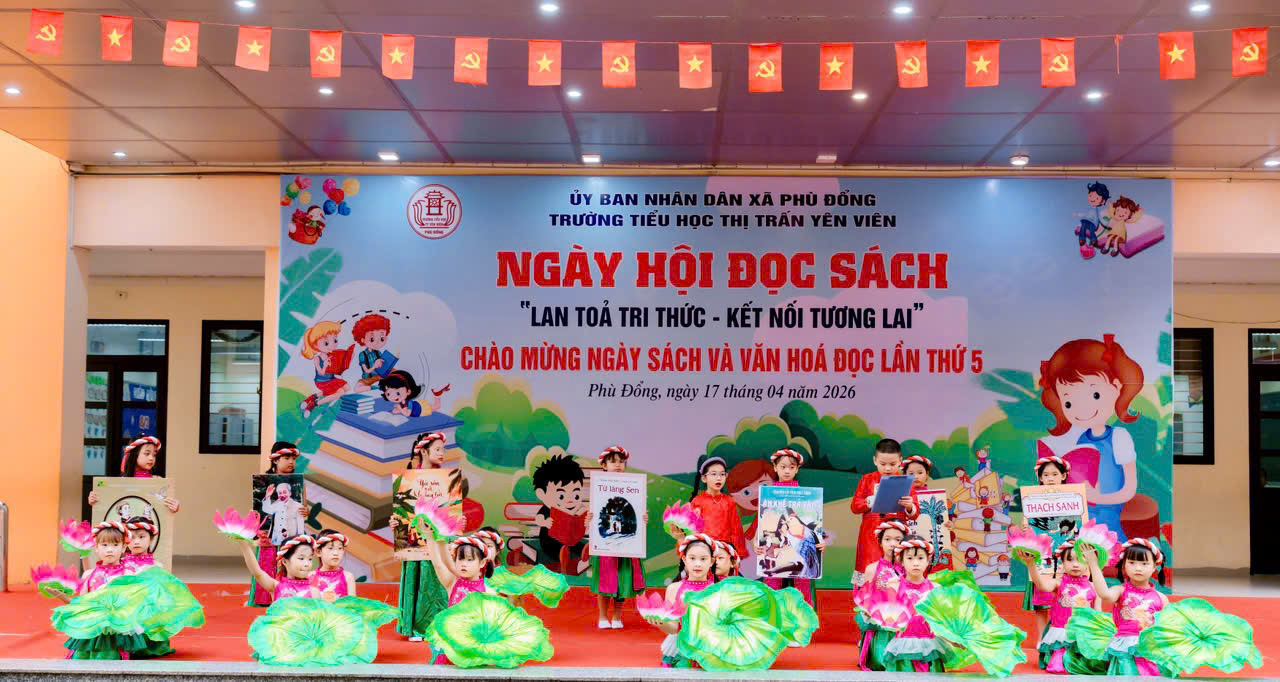 ỦY BAN NHÂN DÂN XÃ PHÙ ĐỔNG
TRƯỜNG TIỂU HỌC THỊ TRẤN YÊN VIÊN
NGÀY HỘI ĐỌC SÁCH
"LAN TOẢ TRI THỨC - KẾT NỐI TƯƠNG LAI"
CHÀO MỪNG NGÀY SÁCH VÀ VĂN HOÁ ĐỌC LẦN THỨ 5
Phù Đổng, ngày 17 tháng 04 năm 2026
PHÙ ĐỔNG
Từ làng Sen
THẠCH SANH